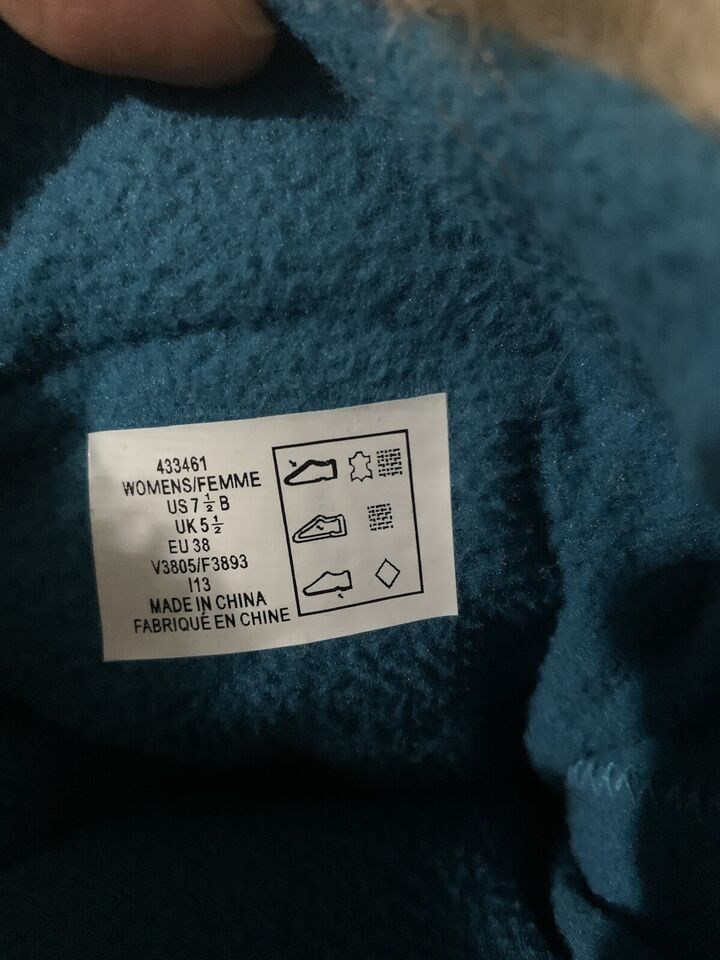 433461
WOMENS/FEMME
US 7 ½ B
UK 5 ½
EU 38
V3805/F3893
I13
MADE IN CHINA
FABRIQUÉ EN CHINE